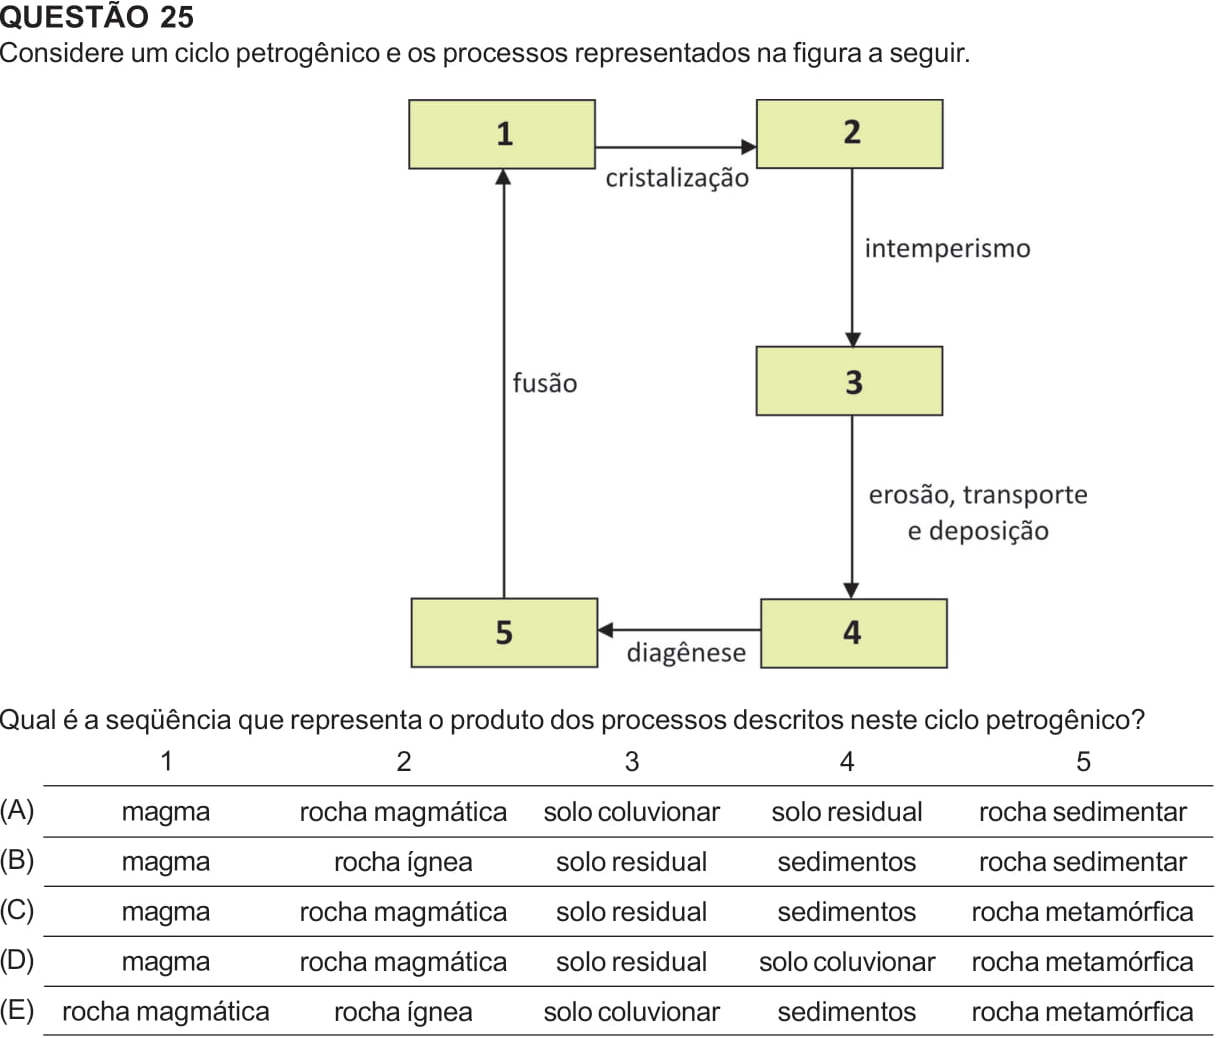 QUESTÃO 25
Considere um ciclo petrogênico e os processos representados na figura a seguir.
1
2
cristalização
intemperismo
3
fusão
erosão, transporte
e deposição
5
4
diagênese
Qual é a seqüência que representa o produto dos processos descritos neste ciclo petrogênico?
1 2 3 4 5
(A) magma rocha magmática solo coluvionar solo residual rocha sedimentar
(B) magma rocha ígnea solo residual sedimentos rocha sedimentar
(C) magma rocha magmática solo residual sedimentos rocha metamórfica
(D) magma rocha magmática solo residual solo coluvionar rocha metamórfica
(E) rocha magmática rocha ígnea solo coluvionar sedimentos rocha metamórfica